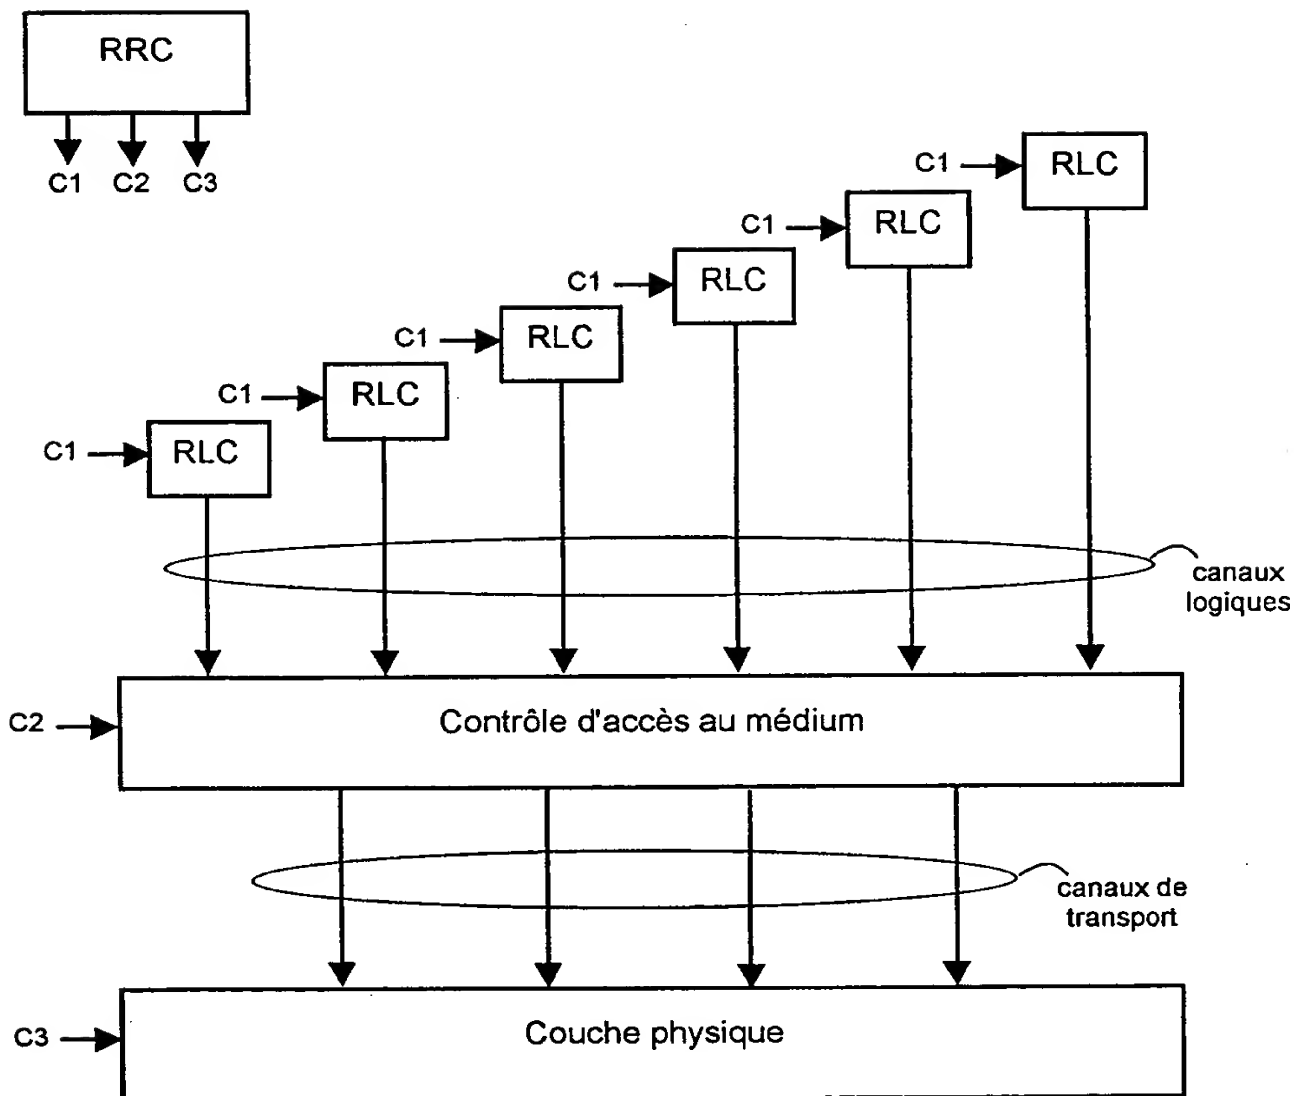 RRC
C1 C2 C3
C1 RLC
C1 RLC
C1 RLC
C1 RLC
C1 RLC
C1 RLC
canaux
logiques
C2 Contrôle d'accès au médium
canaux de
transport
C3 Couche physique